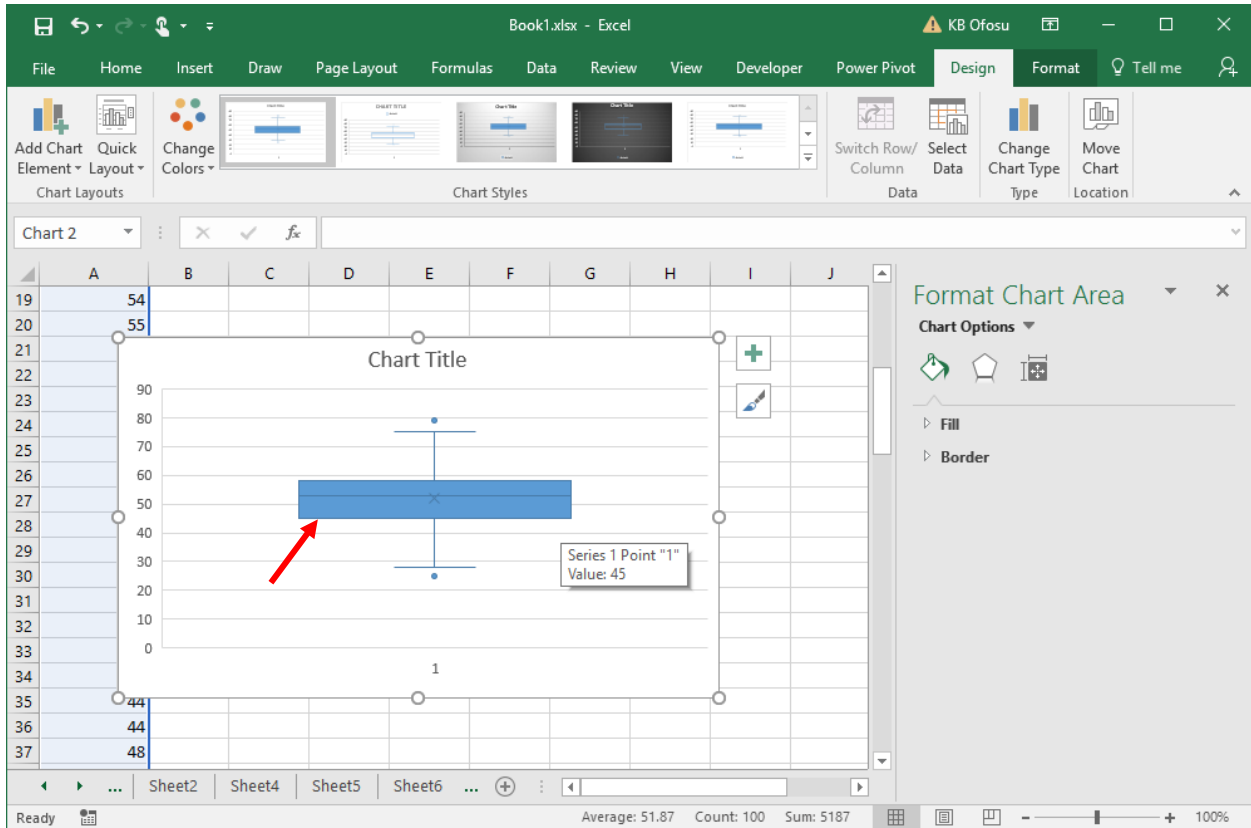 Book1.xlsx - Excel
KB Ofosu
File Home Insert Draw Page Layout Formulas Data Review View Developer Power Pivot Design Format Tell me
Add Chart Element
Quick Layout
Change Colors
Switch Row/ Column
Select Data
Change Chart Type
Move Chart
Chart Layouts
Chart Styles
Data
Type
Location
Chart 2
fx
A B C D E F G H I J
19 54
20 55
21
22
23
24
25
26
27
28
29
30
31
32
33
34
35 44
36 44
37 48
Chart Title
90
80
70
60
50
40
30
20
10
0
1
Series 1 Point "1"
Value: 45
Format Chart Area
Chart Options
Fill
Border
... Sheet2 Sheet4 Sheet5 Sheet6 ...
Ready
Average: 51.87 Count: 100 Sum: 5187
100%